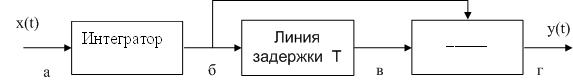 x(t)
y(t)
Интегратор
Линия
задержки T
а
б
в
г